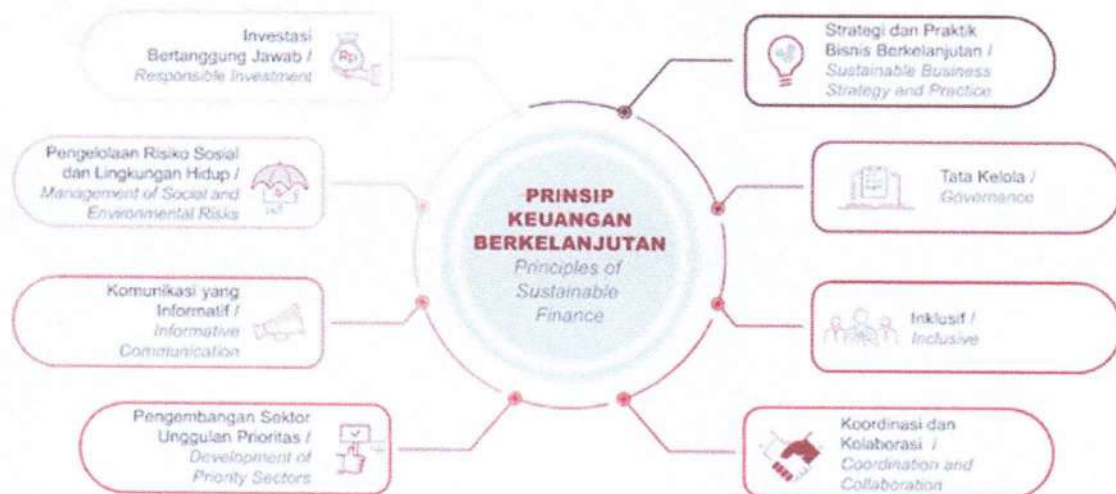 Investasi
Bertanggung Jawab /
Responsible Investment
Pengelolaan Risiko Sosial
dan Lingkungan Hidup /
Management of Social and
Environmental Risks
Komunikasi yang
Informatif /
Informative
Communication
Pengembangan Sektor
Unggulan Prioritas /
Development of
Priority Sectors
PRINSIP
KEUANGAN
BERKELANJUTAN
Principles of
Sustainable
Finance
Strategi dan Praktik
Bisnis Berkelanjutan /
Sustainable Business
Strategy and Practice
Tata Kelola /
Governance
Inklusif /
Inclusive
Koordinasi dan
Kolaborasi /
Coordination and
Collaboration
Rp